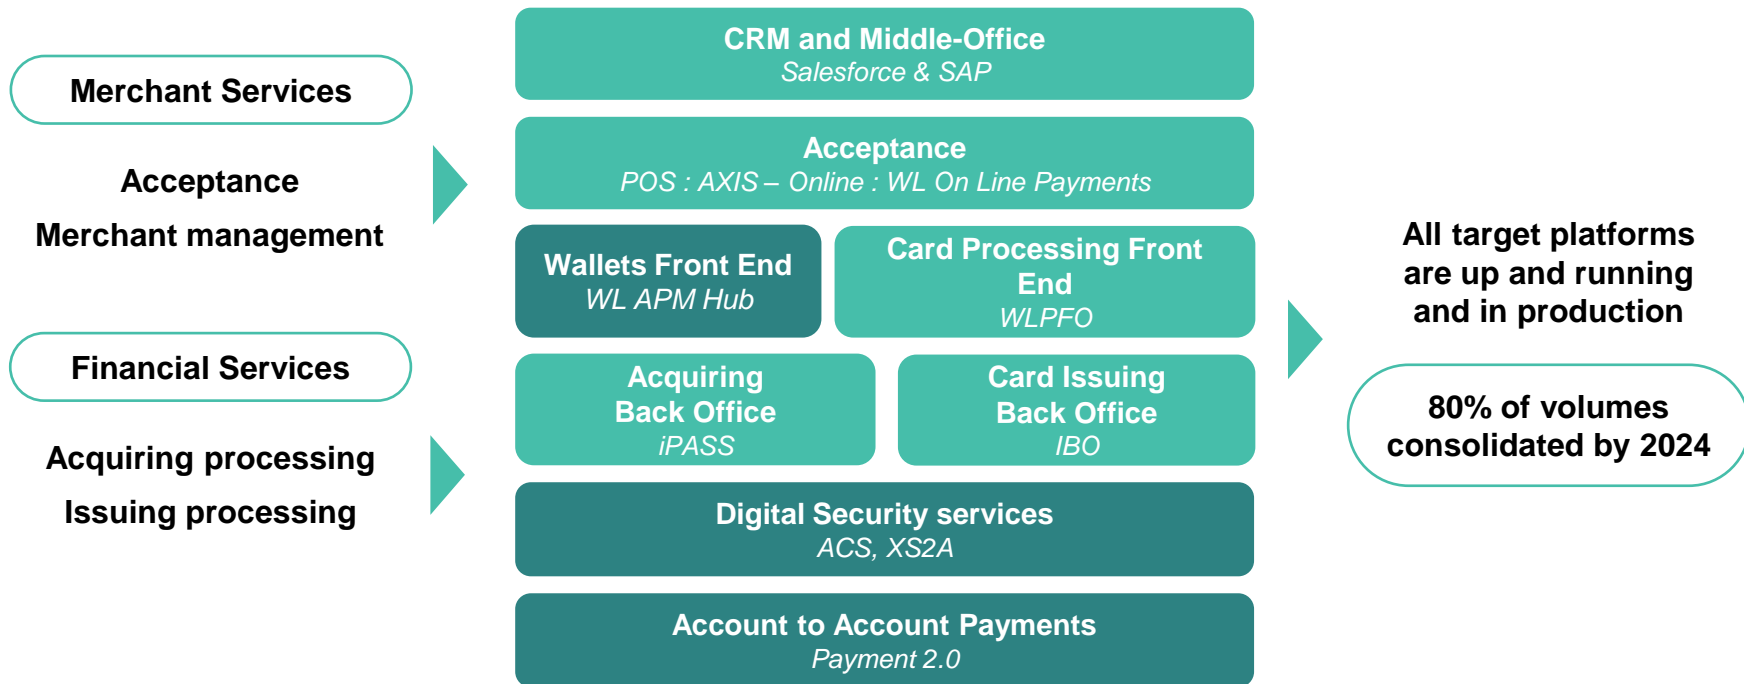 Merchant Services
Acceptance
Merchant management
Financial Services
Acquiring processing
Issuing processing
CRM and Middle-Office
Salesforce & SAP
Acceptance
POS : AXIS – Online : WL On Line Payments
Wallets Front End
WL APM Hub
Card Processing Front
End
WLPFO
Acquiring
Back Office
iPASS
Card Issuing
Back Office
IBO
Digital Security services
ACS, XS2A
Account to Account Payments
Payment 2.0
All target platforms
are up and running
and in production
80% of volumes
consolidated by 2024